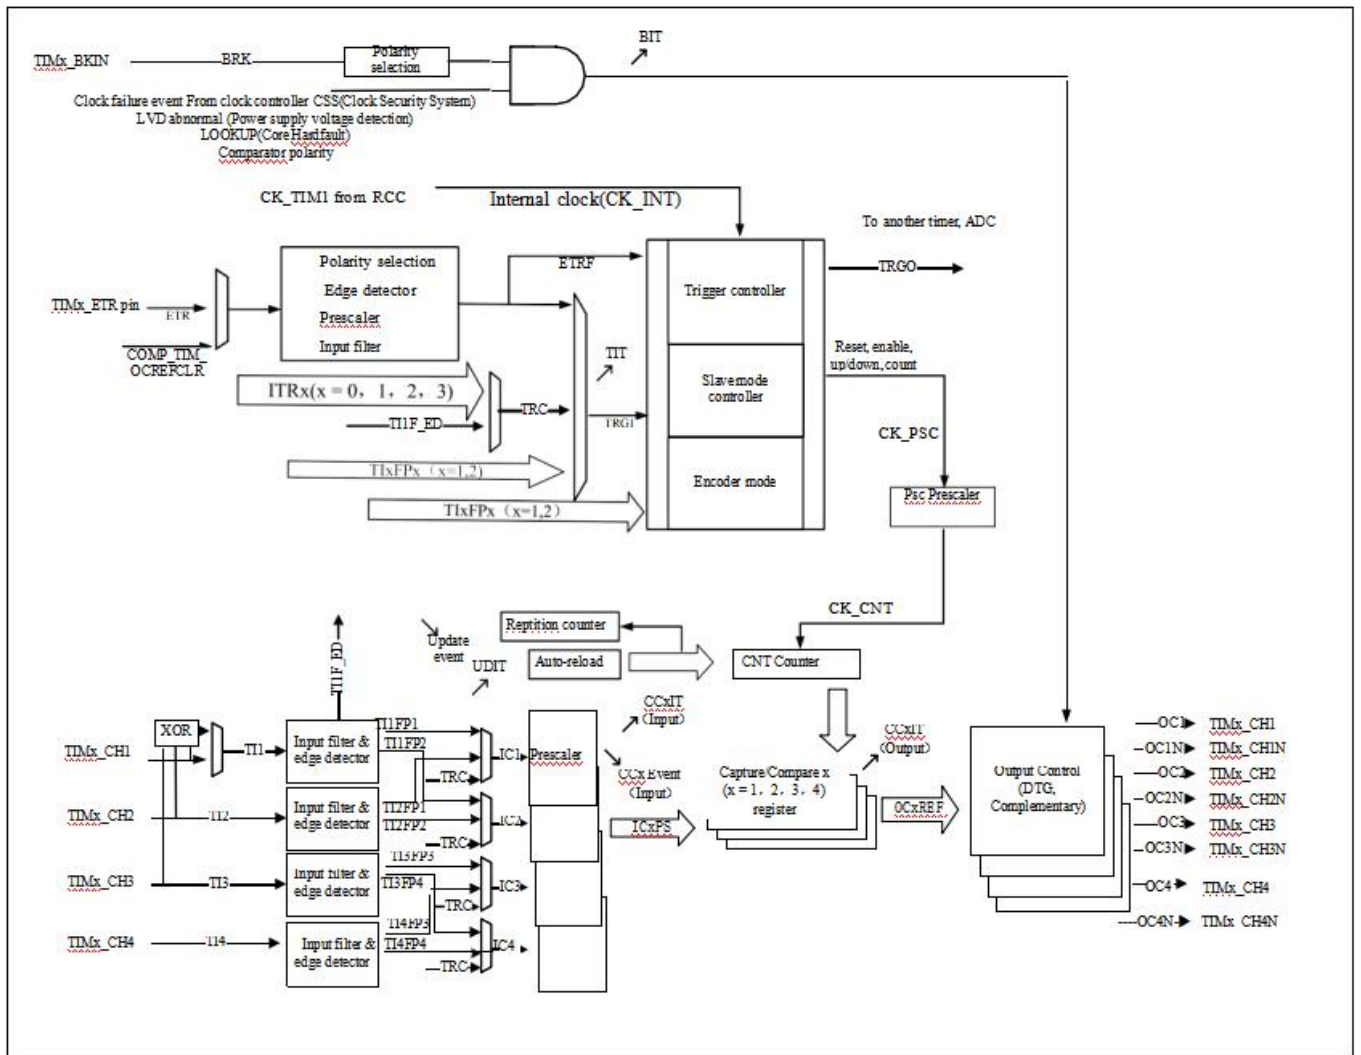 BIT
TIMx_BKIN
BRK
Polarity
selection
Clock failure event From clock controller CSS(Clock Security System)
LVD abnormal (Power supply voltage detection)
LOOKUP(Core Hardfault)
Comparator polarity
CK_TIM1 from RCC
Internal clock(CK_INT)
To another timer, ADC
TRGO
Polarity selection
Edge detector
Prescaler
Input filter
ETRF
TIMx_ETR pin
ETR
COMP_TIM_
OCREFCLR
Trigger controller
Slave mode
controller
Encoder mode
Reset, enable,
up/down, count
TIT
ITRx(x = 0, 1, 2, 3)
TRC
TRGI
TI1F_ED
TIxFPx（x=1,2）
TIxFPx（x=1,2）
CK_PSC
Psc Prescaler
CK_CNT
Reptition counter
Auto-reload
CNT Counter
Update
event
UDIT
TI1F_ED
XOR
TIMx_CH1
TI1
Input filter &
edge detector
TI1FP1
TI1FP2
TRC
IC1
Prescaler
TIMx_CH2
TI2
Input filter &
edge detector
TI2FP1
TI2FP2
TRC
IC2
TIMx_CH3
TI3
Input filter &
edge detector
TI3FP3
TI3FP4
TRC
IC3
TIMx_CH4
TI4
Input filter &
edge detector
TI4FP3
TI4FP4
TRC
IC4
CCxIT
(Input)
CCx Event
(Input)
ICxPS
Capture/Compare x
(x = 1, 2, 3, 4)
register
CCxIT
(Output)
OCxREF
Output Control
(DTG,
Complementary)
OC1 TIMx_CH1
OC1N TIMx_CH1N
OC2 TIMx_CH2
OC2N TIMx_CH2N
OC3 TIMx_CH3
OC3N TIMx_CH3N
OC4 TIMx_CH4
OC4N TIMx_CH4N